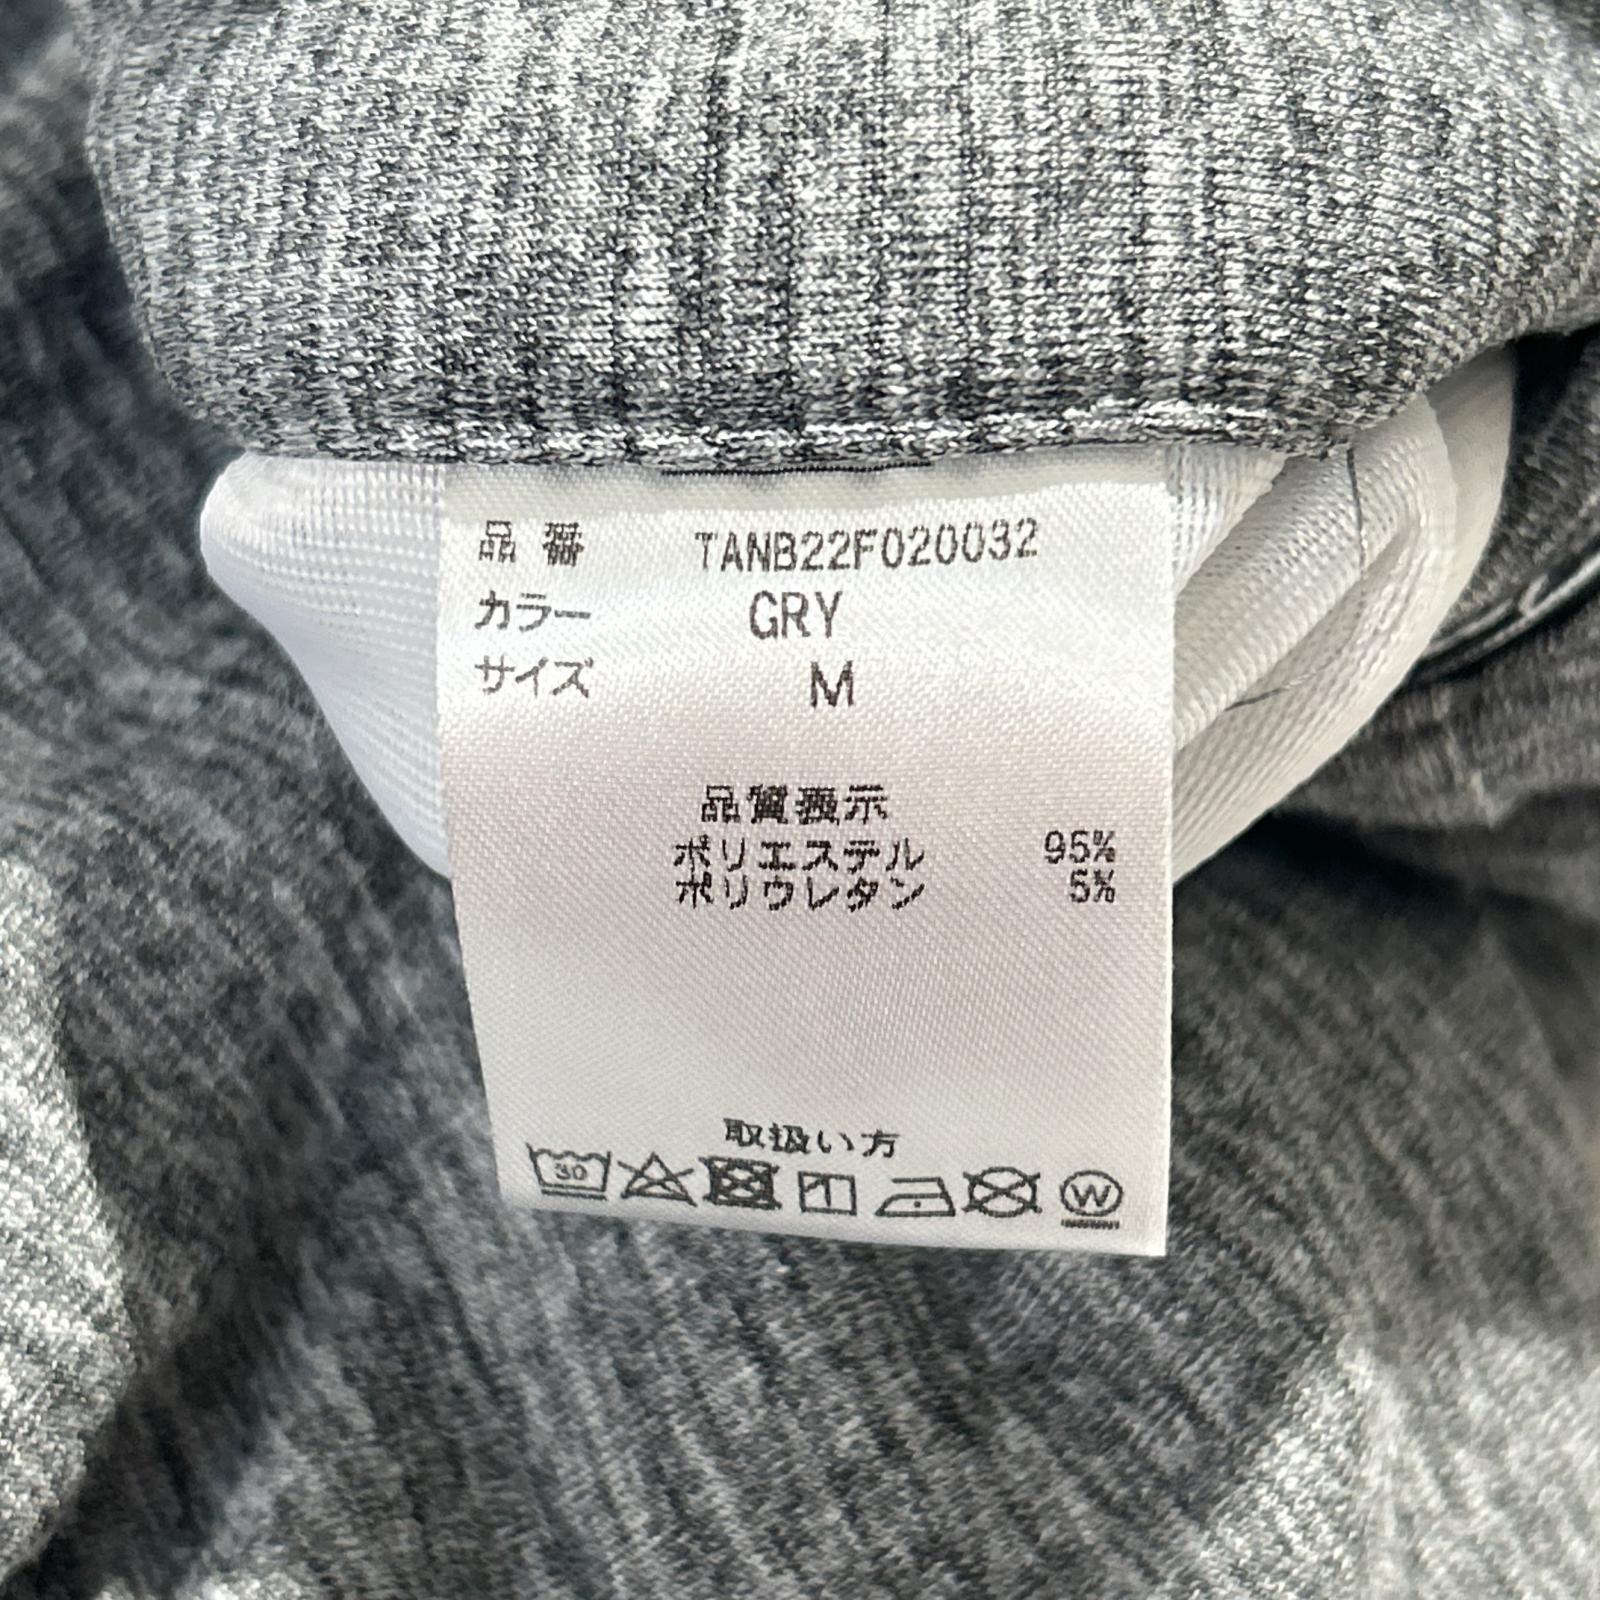 品番 TANB22F020032
カラー GRY
サイズ M
品質表示
ポリエステル 95%
ポリウレタン 5%
取扱い方
30 W